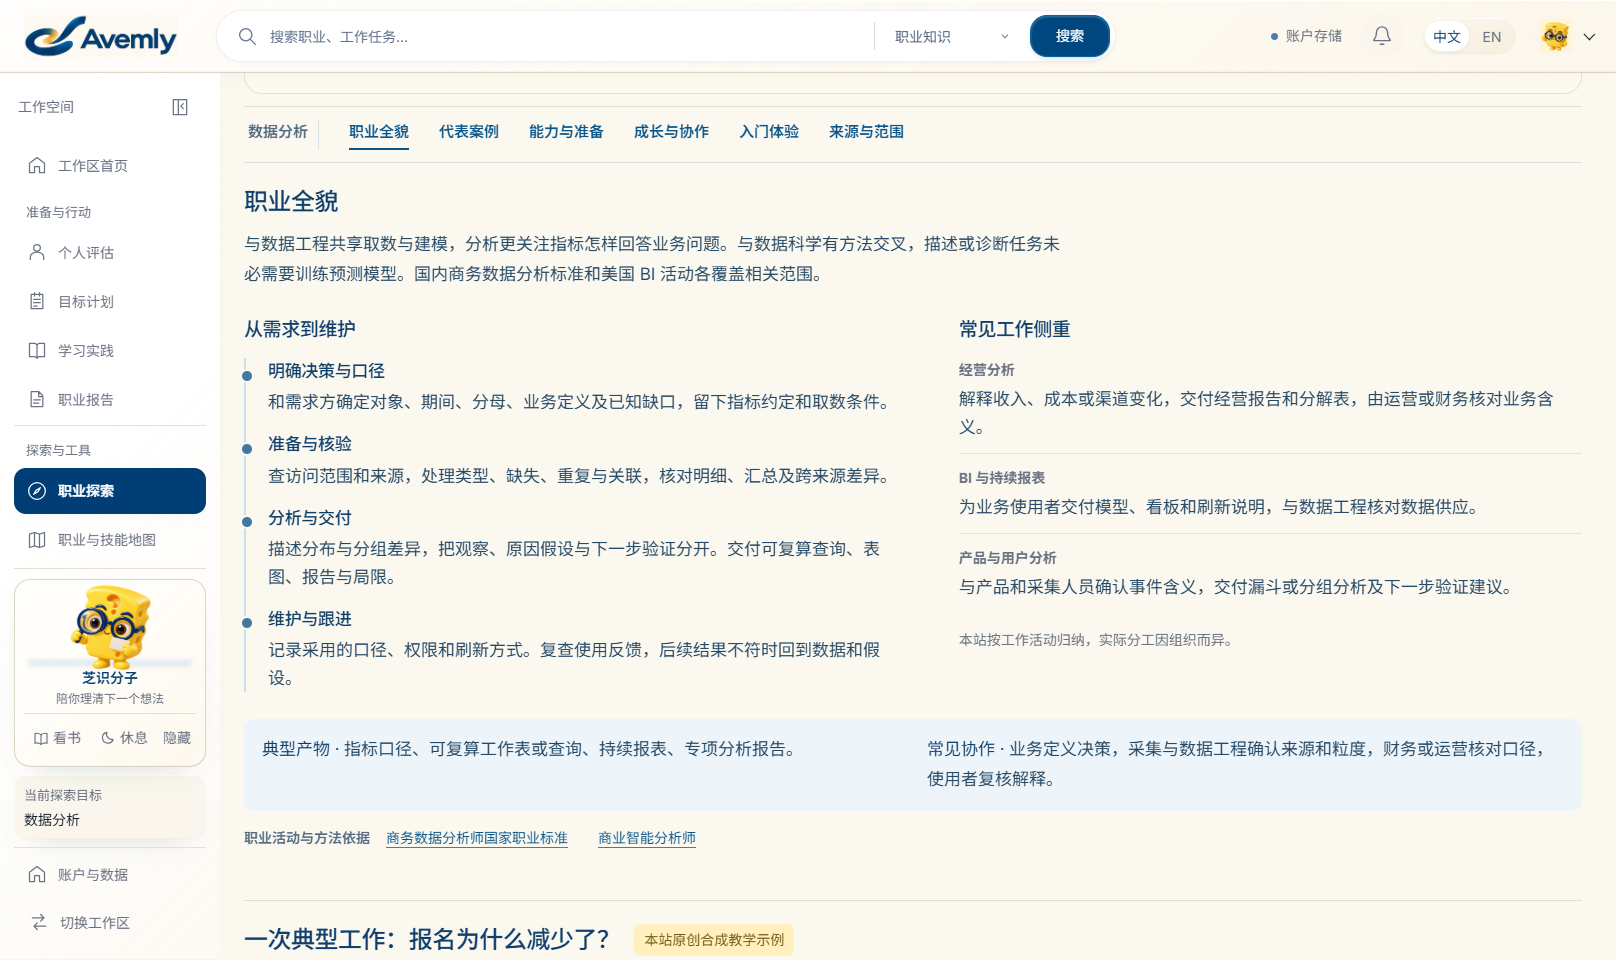 Avemly
搜索职业、工作任务...
职业知识
搜索
账户存储
中文
EN
工作空间
工作区首页
准备与行动
个人评估
目标计划
学习实践
职业报告
探索与工具
职业探索
职业与技能地图
芝识分子
陪你理清下一个想法
看书
休息
隐藏
当前探索目标
数据分析
账户与数据
切换工作区
数据分析
职业全貌
代表案例
能力与准备
成长与协作
入门体验
来源与范围
职业全貌
与数据工程共享取数与建模，分析更关注指标怎样回答业务问题。与数据科学有方法交叉，描述或诊断任务未
必需要训练预测模型。国内商务数据分析标准和美国 BI 活动各覆盖相关范围。
从需求到维护
明确决策与口径
和需求方确定对象、期间、分母、业务定义及已知缺口，留下指标约定和取数条件。
准备与核验
查访问范围和来源，处理类型、缺失、重复与关联，核对明细、汇总及跨来源差异。
分析与交付
描述分布与分组差异，把观察、原因假设与下一步验证分开。交付可复算查询、表
图、报告与局限。
维护与跟进
记录采用的口径、权限和刷新方式。复查使用反馈，后续结果不符时回到数据和假
设。
常见工作侧重
经营分析
解释收入、成本或渠道变化，交付经营报告和分解表，由运营或财务核对业务含
义。
BI 与持续报表
为业务使用者交付模型、看板和刷新说明，与数据工程核对数据供应。
产品与用户分析
与产品和采集人员确认事件含义，交付漏斗或分组分析及下一步验证建议。
本站按工作活动归纳，实际分工因组织而异。
典型产物 · 指标口径、可复算工作表或查询、持续报表、专项分析报告。
常见协作 · 业务定义决策，采集与数据工程确认来源和粒度，财务或运营核对口径，
使用者复核解释。
职业活动与方法依据
商务数据分析师国家职业标准
商业智能分析师
一次典型工作：报名为什么减少了？
本站原创合成教学示例